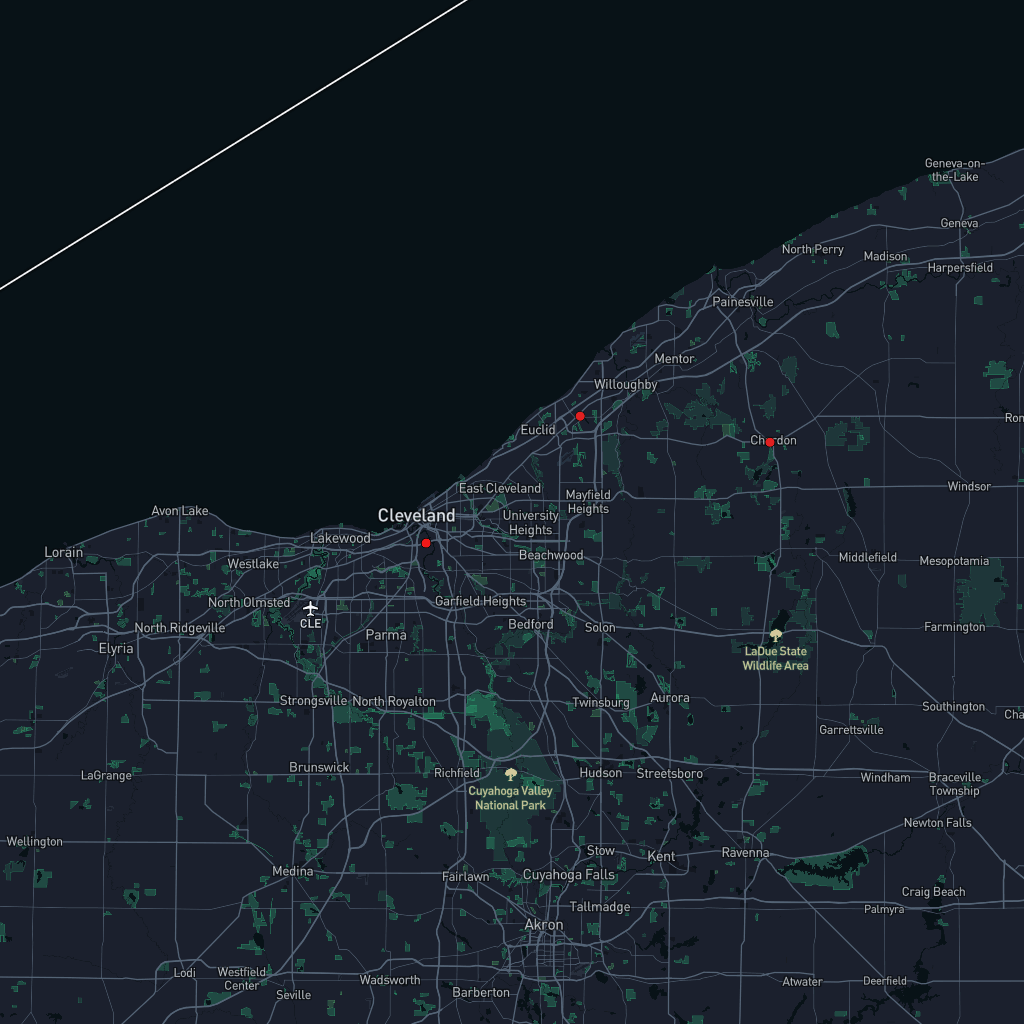 Geneva-on-
the-Lake
Geneva
North Perry
Madison
Harpersfield
Painesville
Mentor
Willoughby
Euclid
Chardon
East Cleveland
Mayfield
Heights
Windsor
Avon Lake
Cleveland
University
Heights
Lakewood
Lorain
Westlake
Beachwood
Middlefield
Mesopotamia
North Olmsted
CLE
Garfield Heights
North Ridgeville
Parma
Bedford
Solon
Farmington
Elyria
LaDue State
Wildlife Area
Strongsville
North Royalton
Twinsburg
Aurora
Southington
Garrettsville
Brunswick
LaGrange
Richfield
Hudson
Streetsboro
Windham
Braceville
Township
Cuyahoga Valley
National Park
Newton Falls
Wellington
Stow
Kent
Ravenna
Medina
Fairlawn
Cuyahoga Falls
Craig Beach
Tallmadge
Palmyra
Akron
Lodi
Westfield
Center
Wadsworth
Atwater
Deerfield
Seville
Barberton